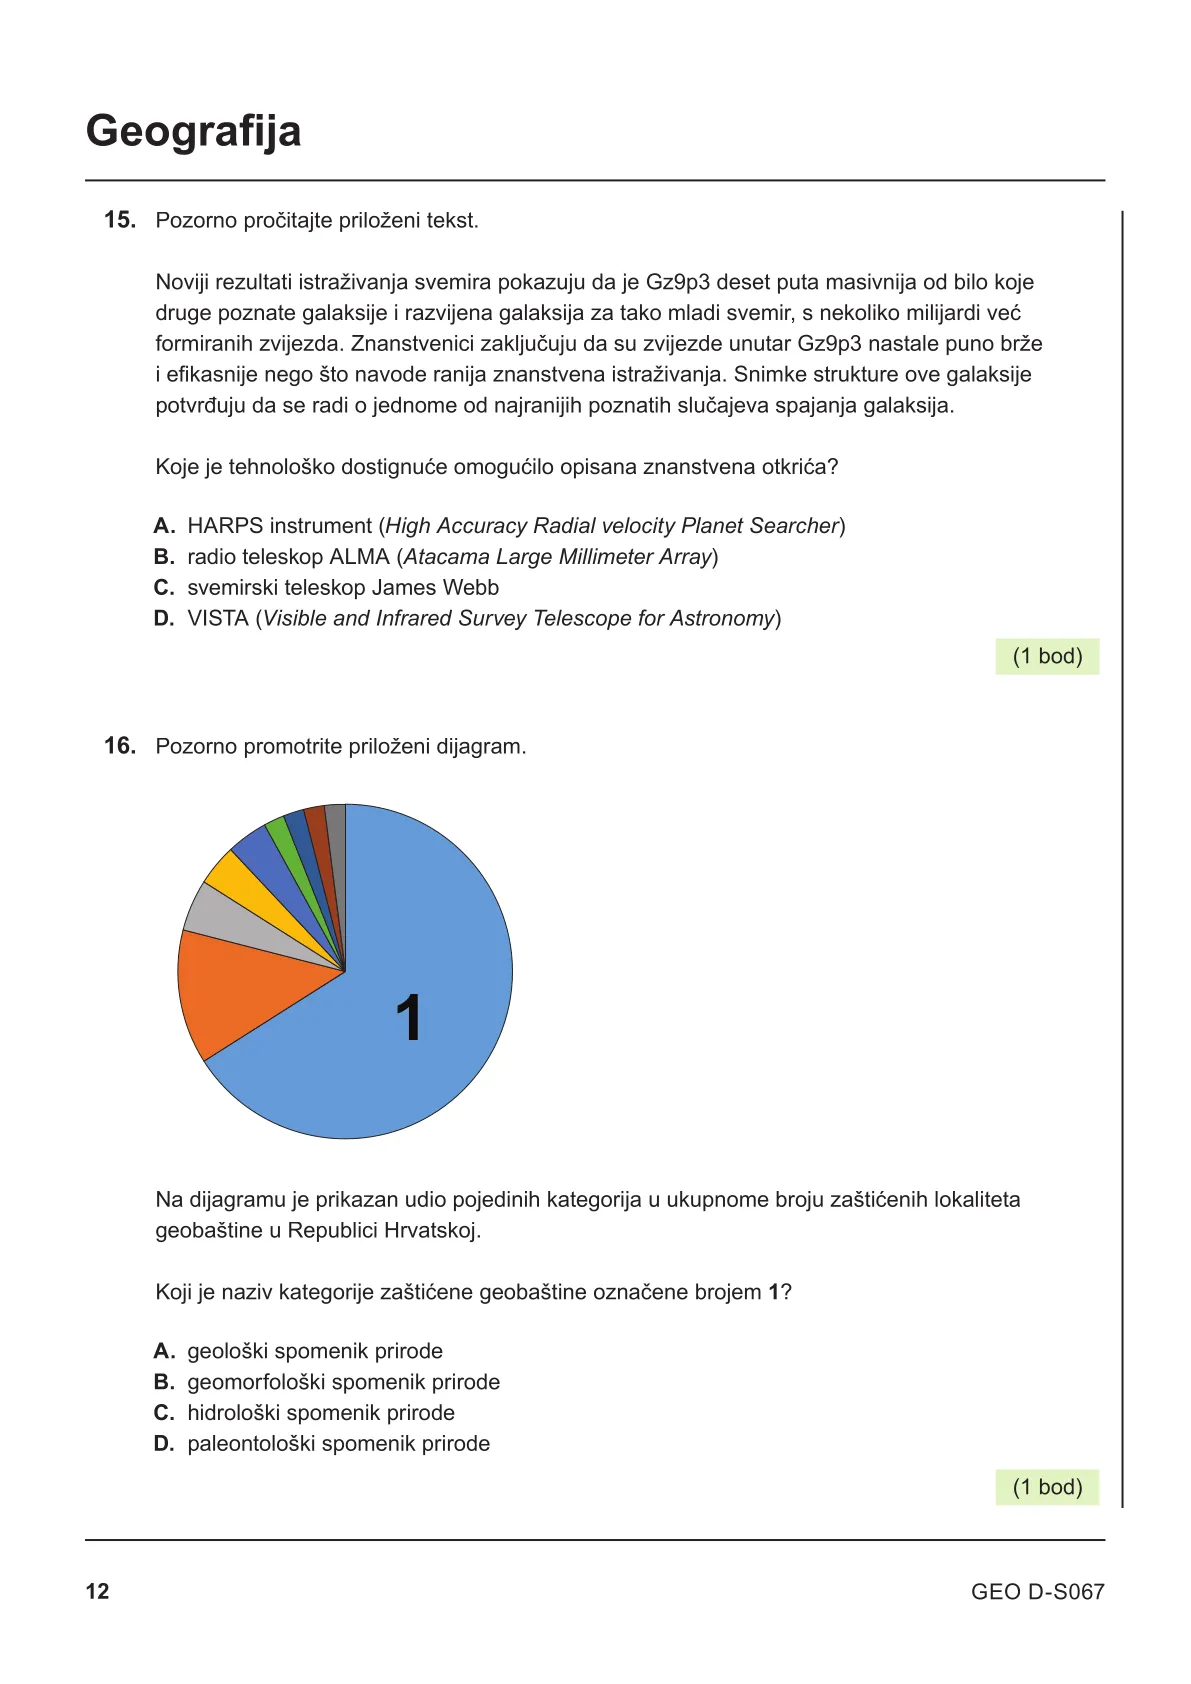 Geografija
15. Pozorno pročitajte priloženi tekst.
Noviji rezultati istraživanja svemira pokazuju da je Gz9p3 deset puta masivnija od bilo koje
druge poznate galaksije i razvijena galaksija za tako mladi svemir, s nekoliko milijardi već
formiranih zvijezda. Znanstvenici zaključuju da su zvijezde unutar Gz9p3 nastale puno brže
i efikasnije nego što navode ranija znanstvena istraživanja. Snimke strukture ove galaksije
potvrđuju da se radi o jednome od najranijih poznatih slučajeva spajanja galaksija.
Koje je tehnološko dostignuće omogućilo opisana znanstvena otkrića?
A. HARPS instrument (High Accuracy Radial velocity Planet Searcher)
B. radio teleskop ALMA (Atacama Large Millimeter Array)
C. svemirski teleskop James Webb
D. VISTA (Visible and Infrared Survey Telescope for Astronomy)
(1 bod)
16. Pozorno promotrite priloženi dijagram.
1
Na dijagramu je prikazan udio pojedinih kategorija u ukupnome broju zaštićenih lokaliteta
geobaštine u Republici Hrvatskoj.
Koji je naziv kategorije zaštićene geobaštine označene brojem 1?
A. geološki spomenik prirode
B. geomorfološki spomenik prirode
C. hidrološki spomenik prirode
D. paleontološki spomenik prirode
(1 bod)
12
GEO D-S067